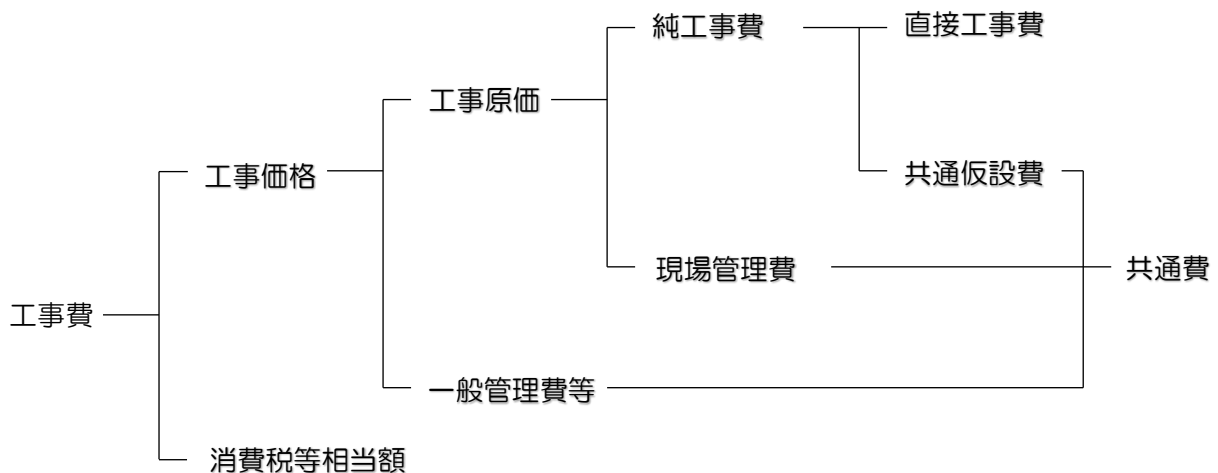 純工事費
直接工事費
工事原価
工事価格
共通仮設費
現場管理費
共通費
工事費
一般管理費等
消費税等相当額